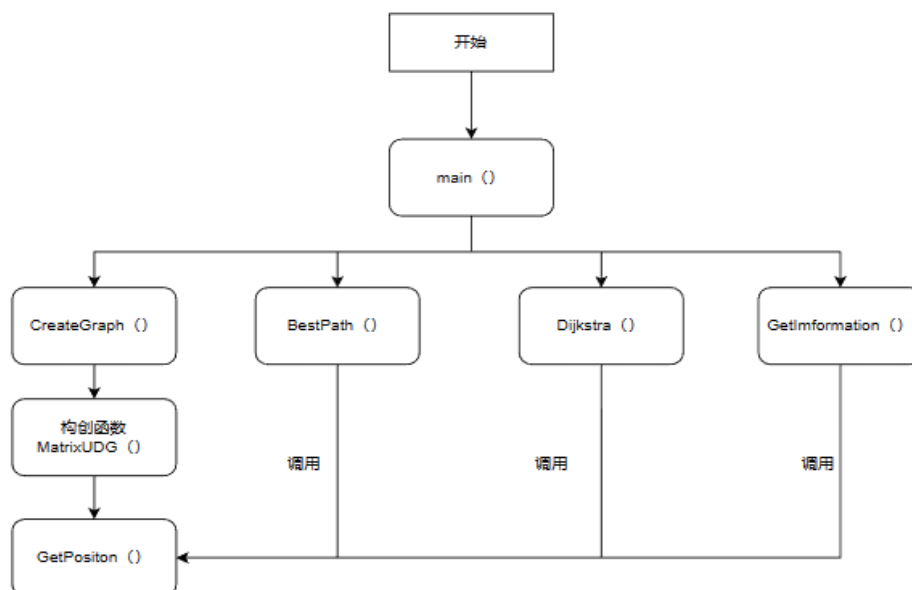 开始
main（）
CreateGraph（）
BestPath（）
Dijkstra（）
GetImformation（）
构创函数
MatrixUDG（）
调用
调用
调用
GetPositon（）